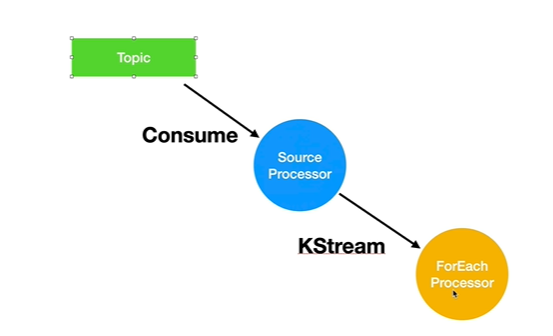 Topic
Consume
Source
Processor
KStream
ForEach
Processor